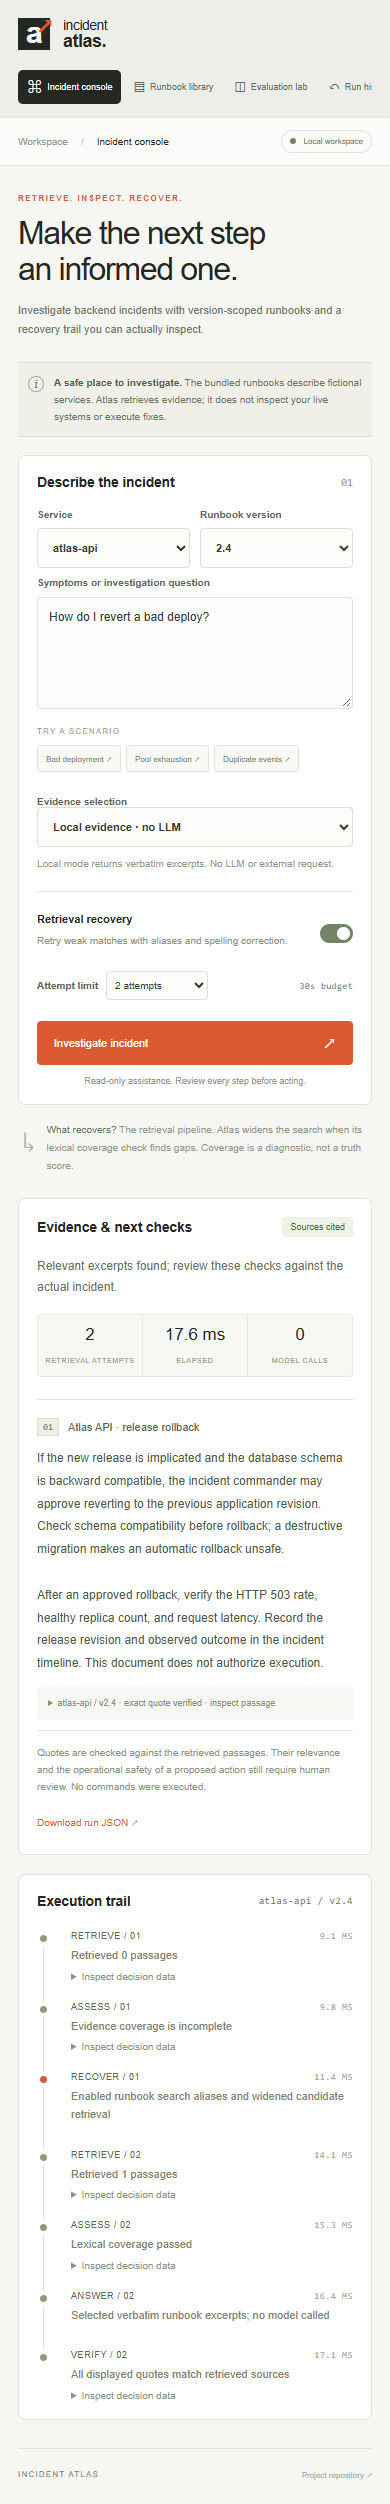 a
incident
atlas.
⌘ Incident console
Runbook library
Evaluation lab
Run hi
Workspace / Incident console
Local workspace
RETRIEVE. INSPECT. RECOVER.
Make the next step
an informed one.
Investigate backend incidents with version-scoped runbooks and a
recovery trail you can actually inspect.
i
A safe place to investigate. The bundled runbooks describe fictional
services. Atlas retrieves evidence; it does not inspect your live
systems or execute fixes.
Describe the incident
01
Service
Runbook version
atlas-api
2.4
Symptoms or investigation question
How do I revert a bad deploy?
TRY A SCENARIO
Bad deployment ↗
Pool exhaustion ↗
Duplicate events ↗
Evidence selection
Local evidence · no LLM
Local mode returns verbatim excerpts. No LLM or external request.
Retrieval recovery
Retry weak matches with aliases and spelling correction.
Attempt limit
2 attempts
30s budget
Investigate incident ↗
Read-only assistance. Review every step before acting.
What recovers? The retrieval pipeline. Atlas widens the search when its
lexical coverage check finds gaps. Coverage is a diagnostic, not a truth
score.
Evidence & next checks
Sources cited
Relevant excerpts found; review these checks against the
actual incident.
2
17.6 ms
0
RETRIEVAL ATTEMPTS
ELAPSED
MODEL CALLS
01
Atlas API · release rollback
If the new release is implicated and the database schema
is backward compatible, the incident commander may
approve reverting to the previous application revision.
Check schema compatibility before rollback; a destructive
migration makes an automatic rollback unsafe.
After an approved rollback, verify the HTTP 503 rate,
healthy replica count, and request latency. Record the
release revision and observed outcome in the incident
timeline. This document does not authorize execution.
▶ atlas-api / v2.4 · exact quote verified · inspect passage
Quotes are checked against the retrieved passages. Their relevance
and the operational safety of a proposed action still require human
review. No commands were executed.
Download run JSON ↗
Execution trail
atlas-api / v2.4
RETRIEVE / 01
9.1 MS
Retrieved 0 passages
▶ Inspect decision data
ASSESS / 01
9.8 MS
Evidence coverage is incomplete
▶ Inspect decision data
RECOVER / 01
11.4 MS
Enabled runbook search aliases and widened candidate
retrieval
RETRIEVE / 02
14.1 MS
Retrieved 1 passages
▶ Inspect decision data
ASSESS / 02
15.3 MS
Lexical coverage passed
▶ Inspect decision data
ANSWER / 02
16.4 MS
Selected verbatim runbook excerpts; no model called
VERIFY / 02
17.1 MS
All displayed quotes match retrieved sources
▶ Inspect decision data
INCIDENT ATLAS
Project repository ↗